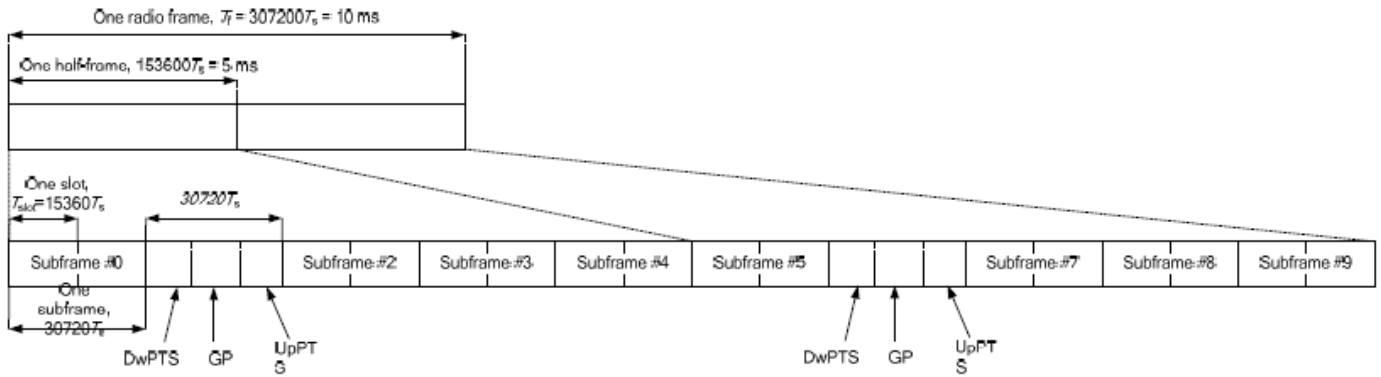 One radio frame, Tf = 307200Ts = 10 ms
One half-frame, 153600Ts = 5 ms
One slot,
Tslot=15360Ts
30720Ts
Subframe #0
Subframe #2
Subframe #3
Subframe #4
Subframe #5
Subframe #7
Subframe #8
Subframe #9
One
subframe,
30720Ts
DwPTS
GP
UpPT
S
DwPTS
GP
UpPT
S